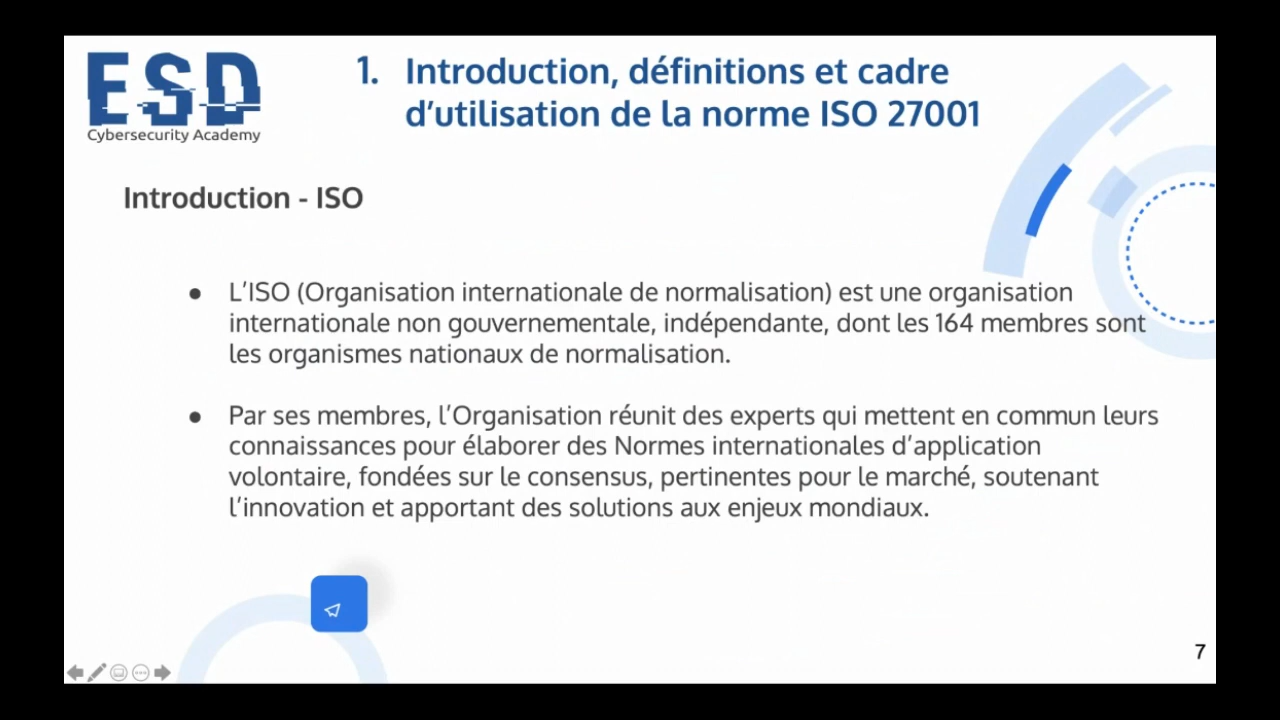 ESD
Cybersecurity Academy
1. Introduction, définitions et cadre
d’utilisation de la norme ISO 27001
Introduction - ISO
● L’ISO (Organisation internationale de normalisation) est une organisation
internationale non gouvernementale, indépendante, dont les 164 membres sont
les organismes nationaux de normalisation.
● Par ses membres, l’Organisation réunit des experts qui mettent en commun leurs
connaissances pour élaborer des Normes internationales d’application
volontaire, fondées sur le consensus, pertinentes pour le marché, soutenant
l’innovation et apportant des solutions aux enjeux mondiaux.
7